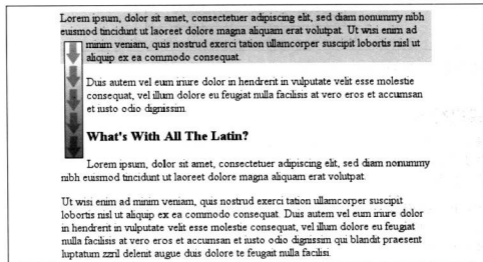 Lorem ipsum, dolor sit amet, consectetuer adipiscing elit, sed diam nonummy nibh
euismod tincidunt ut laoreet dolore magna aliquam erat volutpat. Ut wisi enim ad
minim veniam, quis nostrud exerci tation ullamcorper suscipit lobortis nisl ut
aliquip ex ea commodo consequat.
Duis autem vel eum iriure dolor in hendrerit in vulputate velit esse molestie
consequat, vel illum dolore eu feugiat nulla facilisis at vero eros et accumsan
et iusto odio dignissim.
What's With All The Latin?
Lorem ipsum, dolor sit amet, consectetuer adipiscing elit, sed diam nonummy
nibh euismod tincidunt ut laoreet dolore magna aliquam erat volutpat.
Ut wisi enim ad minim veniam, quis nostrud exerci tation ullamcorper suscipit
lobortis nisl ut aliquip ex ea commodo consequat. Duis autem vel eum iriure dolor
in hendrerit in vulputate velit esse molestie consequat, vel illum dolore eu feugiat
nulla facilisis at vero eros et accumsan et iusto odio dignissim qui blandit praesent
luptatum zzril delenit augue duis dolore te feugait nulla facilisi.